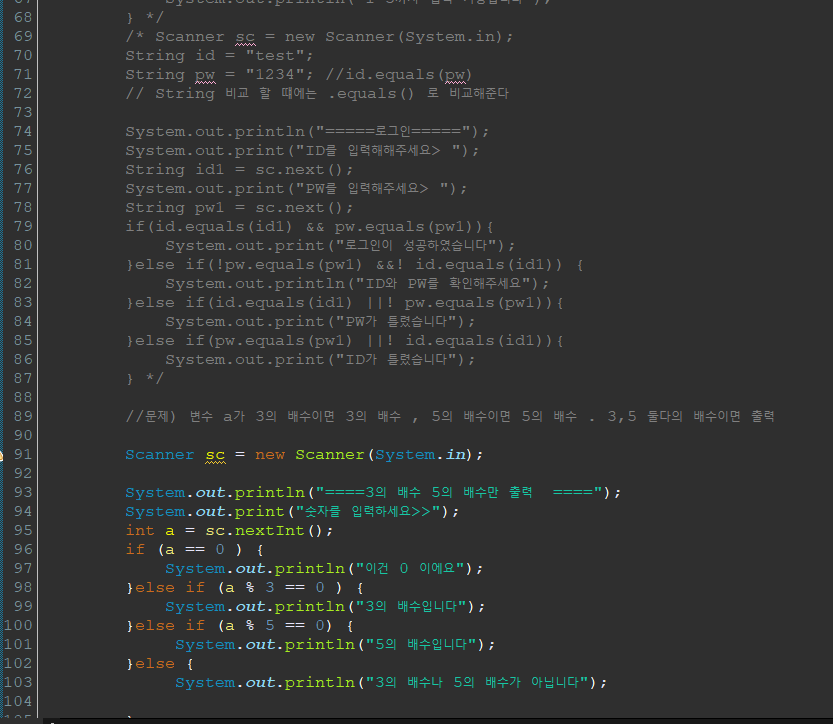 68 } */
69 /* Scanner sc = new Scanner(System.in);
70 String id = "test";
71 String pw = "1234"; //id.equals(pw)
72 // String 비교 할 때에는 .equals() 로 비교해준다
73
74 System.out.println("=====로그인=====");
75 System.out.print("ID를 입력해해주세요> ");
76 String id1 = sc.next();
77 System.out.print("PW를 입력해주세요> ");
78 String pw1 = sc.next();
79 if(id.equals(id1) && pw.equals(pw1)){
80 System.out.print("로그인이 성공하였습니다");
81 }else if(!pw.equals(pw1) &&! id.equals(id1)) {
82 System.out.println("ID와 PW를 확인해주세요");
83 }else if(id.equals(id1) ||! pw.equals(pw1)){
84 System.out.print("PW가 틀렸습니다");
85 }else if(pw.equals(pw1) ||! id.equals(id1)){
86 System.out.print("ID가 틀렸습니다");
87 } */
88
89 //문제) 변수 a가 3의 배수이면 3의 배수 , 5의 배수이면 5의 배수 . 3,5 둘다의 배수이면 출력
90
91 Scanner sc = new Scanner(System.in);
92
93 System.out.println("====3의 배수 5의 배수만 출력  ====");
94 System.out.print("숫자를 입력하세요>>");
95 int a = sc.nextInt();
96 if (a == 0 ) {
97 System.out.println("이건 0 이에요");
98 }else if (a % 3 == 0 ) {
99 System.out.println("3의 배수입니다");
100 }else if (a % 5 == 0) {
101 System.out.println("5의 배수입니다");
102 }else {
103 System.out.println("3의 배수나 5의 배수가 아닙니다");
104